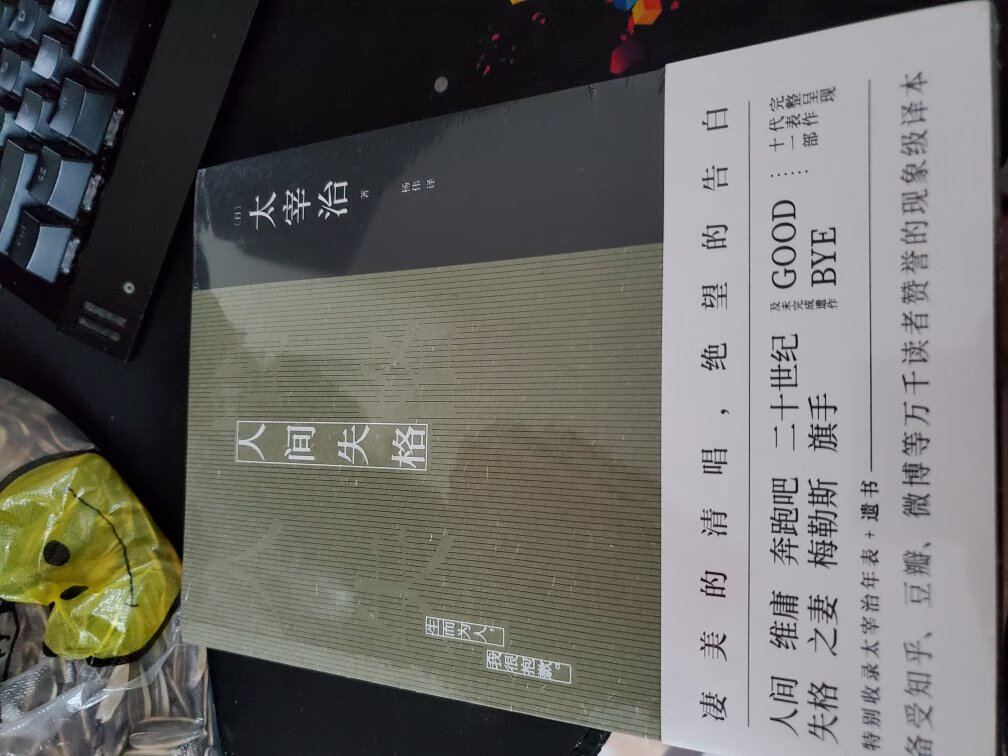 [日]
太宰治
著
杨伟 译
人间失格
生而为人，
我很抱歉。
凄美的清唱，绝望的告白
人间 维庸 奔跑吧 二十世纪 及未完成遗作 GOOD …… 十一部代表作完整呈现
失格 之妻 梅勒斯 旗手 BYE
特别收录太宰治年表+遗书
备受知乎、豆瓣、微博等万千读者赞誉的现象级译本